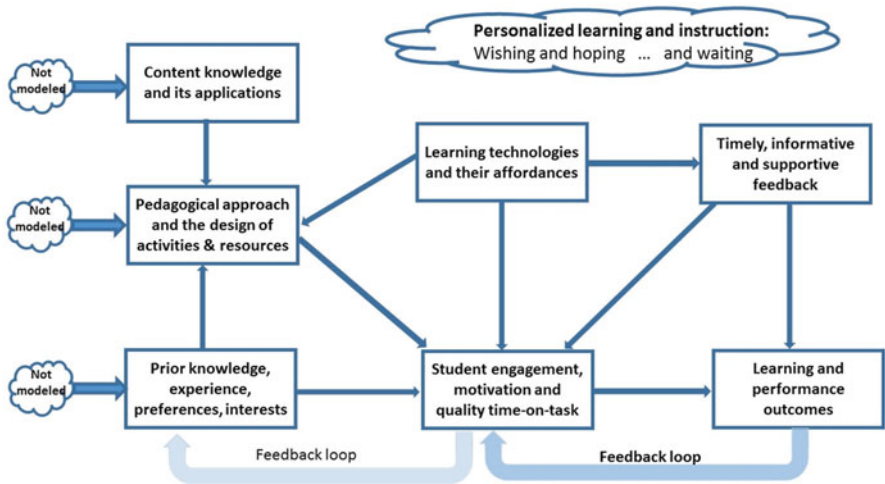 Personalized learning and instruction:
Wishing and hoping ... and waiting
Not
modeled
Content knowledge
and its applications
Learning technologies
and their affordances
Timely, informative
and supportive
feedback
Not
modeled
Pedagogical approach
and the design of
activities & resources
Not
modeled
Prior knowledge,
experience,
preferences, interests
Student engagement,
motivation and
quality time-on-task
Learning and
performance
outcomes
Feedback loop
Feedback loop